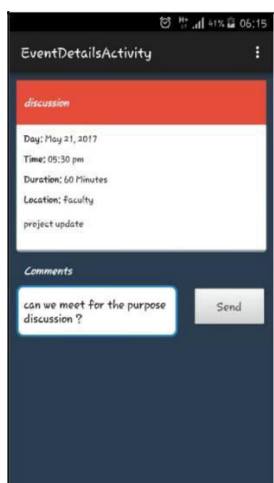 41% 06:15
EventDetailsActivity
discussion
Day: May 21, 2017
Time: 05:30 pm
Duration: 60 Minutes
Location: Faculty
project update
Comments
can we meet for the purpose
discussion ?
Send